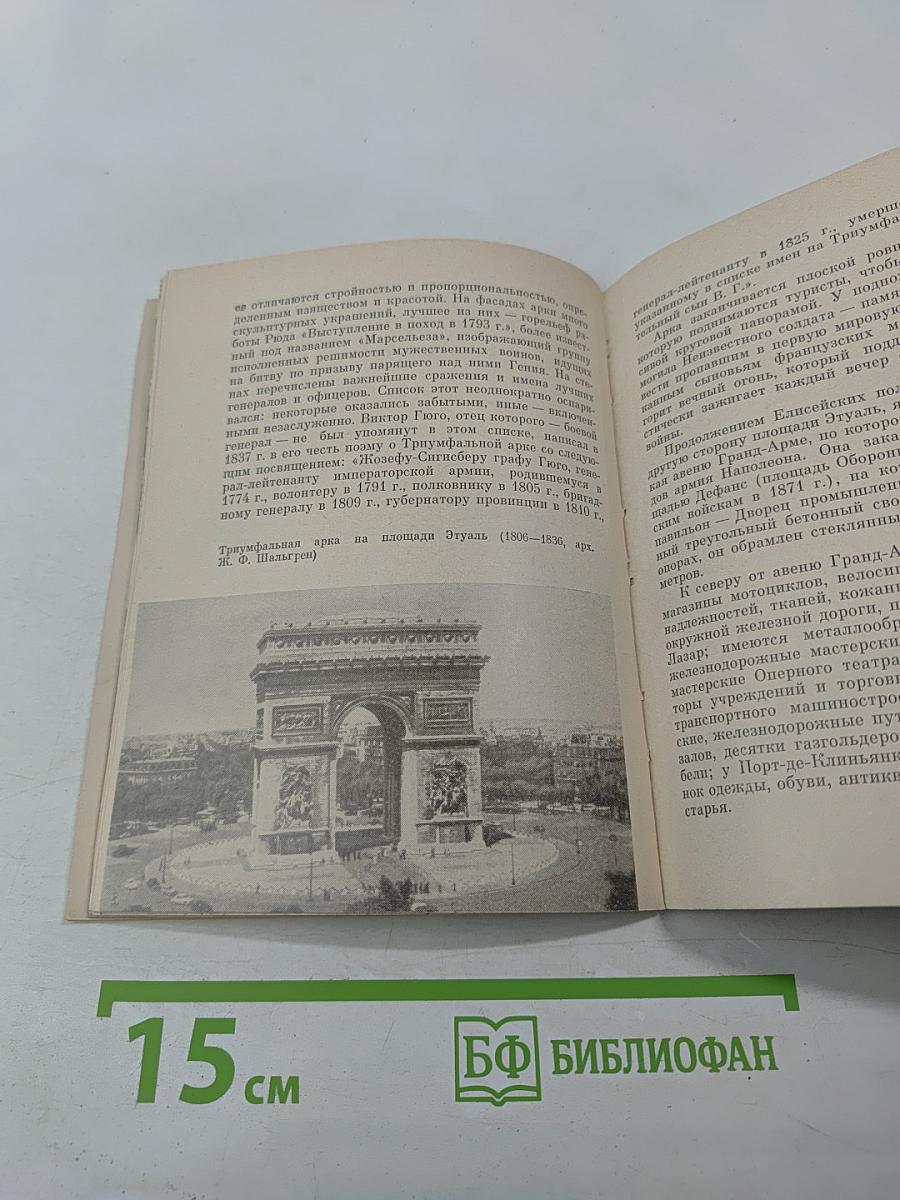 ее отличаются стройностью и пропорциональностью, опре-
деленным изяществом и красотой. На фасадах арки много
скульптурных украшений, лучшее из них — горельеф ра-
боты Рюда «Выступление в поход в 1793 г.», более извест-
ный под названием «Марсельеза», изображающий группу
исполненных решимости мужественных воинов, идущих
на битву по призыву парящего над ними Гения. На сте-
нах перечислены важнейшие сражения и имена лучших
генералов и офицеров. Список этот неоднократно оспари-
вался: некоторые оказались забытыми, иные — включен-
ными незаслуженно. Виктор Гюго, отец которого — боевой
генерал — не был упомянут в этом списке, написал в
1837 г. в его честь поэму о Триумфальной арке со следую-
щим посвящением: «Жозефу-Сигисберу графу Гюго, гене-
рал-лейтенанту императорской армии, родившемуся в
1774 г., волонтеру в 1791 г., полковнику в 1805 г., бригад-
ному генералу в 1809 г., губернатору провинции в 1810 г.,
Триумфальная арка на площади Этуаль (1806—1836, арх.
Ж. Ф. Шальгрен)
генерал-лейтенанту в 1825 г., умерш
указанному в списке имен на Триумфа
тельный сын В. Г.».
Арка заканчивается плоской ровн
которую поднимаются туристы, чтобы
сивой круговой панорамой. У поднож
могила Неизвестного солдата — памя
вести пропавшим в первую мировую
канным сыновьям французских м
горит вечный огонь, который подд
стически зажигает каждый вечер
войны.
Продолжением Елисейских пол
другую сторону площади Этуаль, я
кая авеню Гранд-Арме, по которо
дов армия Наполеона. Она зака
щадью Дефанс (площадь Оборон
ским войскам в 1871 г.), на ко
павильон — Дворец промышлен
ный треугольный бетонный сво
опорах, он обрамлен стеклянны
метров.
К северу от авеню Гранд-А
магазины мотоциклов, велосип
надлежностей, тканей, кожан
окружной железной дороги, п
Лазар; имеются металлообр
железнодорожные мастерски
мастерские Оперного театра
торы учреждений и торгов
транспортного машиностро
ские, железнодорожные пут
залов, десятки газгольдеро
бели; у Порт-де-Клиньянк
нок одежды, обуви, антикв
старья.
15 см
БФ БИБЛИОФАН